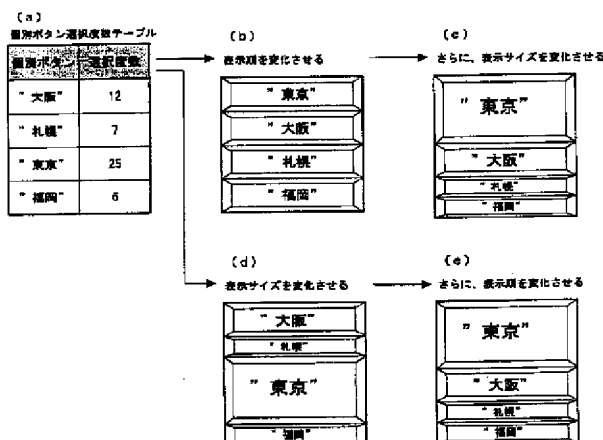 (a)
個別ボタン選択度数テーブル
個別ボタン 選択度数
"大阪" 12
"札幌" 7
"東京" 25
"福岡" 6
(b)
表示順を変化させる
"東京"
"大阪"
"札幌"
"福岡"
(c)
さらに、表示サイズを変化させる
"東京"
"大阪"
"札幌"
"福岡"
(d)
表示サイズを変化させる
"大阪"
"札幌"
"東京"
"福岡"
(e)
さらに、表示順を変化させる
"東京"
"大阪"
"札幌"
"福岡"